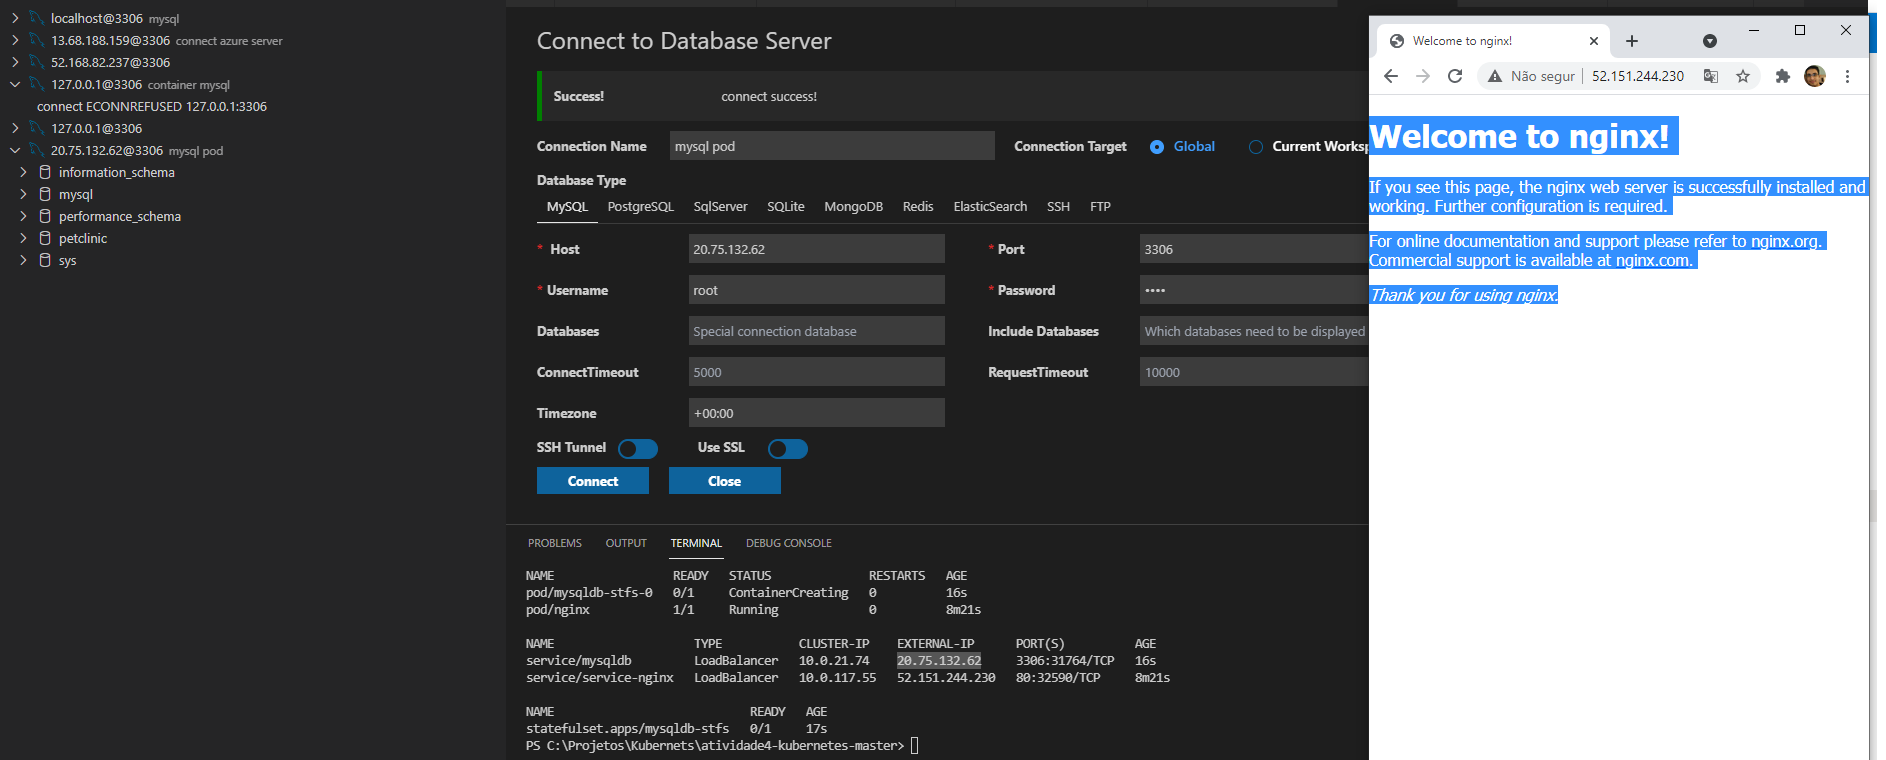 localhost@3306 mysql
13.68.188.159@3306 connect azure server
52.168.82.237@3306
127.0.0.1@3306 container mysql
connect ECONNREFUSED 127.0.0.1:3306
127.0.0.1@3306
20.75.132.62@3306 mysql pod
information_schema
mysql
performance_schema
petclinic
sys
Connect to Database Server
Success! connect success!
Connection Name mysql pod Connection Target Global Current Worksp
Database Type
MySQL PostgreSQL SqlServer SQLite MongoDB Redis ElasticSearch SSH FTP
* Host 20.75.132.62 * Port 3306
* Username root * Password ••••
Databases Special connection database Include Databases Which databases need to be displayed
ConnectTimeout 5000 RequestTimeout 10000
Timezone +00:00
SSH Tunnel Use SSL
Connect Close
PROBLEMS OUTPUT TERMINAL DEBUG CONSOLE
NAME READY STATUS RESTARTS AGE
pod/mysqldb-stfs-0 0/1 ContainerCreating 0 16s
pod/nginx 1/1 Running 0 8m21s
NAME TYPE CLUSTER-IP EXTERNAL-IP PORT(S) AGE
service/mysqldb LoadBalancer 10.0.21.74 20.75.132.62 3306:31764/TCP 16s
service/service-nginx LoadBalancer 10.0.117.55 52.151.244.230 80:32590/TCP 8m21s
NAME READY AGE
statefulset.apps/mysqldb-stfs 0/1 17s
PS C:\Projetos\Kubernets\atividade4-kubernetes-master>
Welcome to nginx!
Não segur 52.151.244.230
Welcome to nginx!
If you see this page, the nginx web server is successfully installed and
working. Further configuration is required.
For online documentation and support please refer to nginx.org.
Commercial support is available at nginx.com.
Thank you for using nginx.